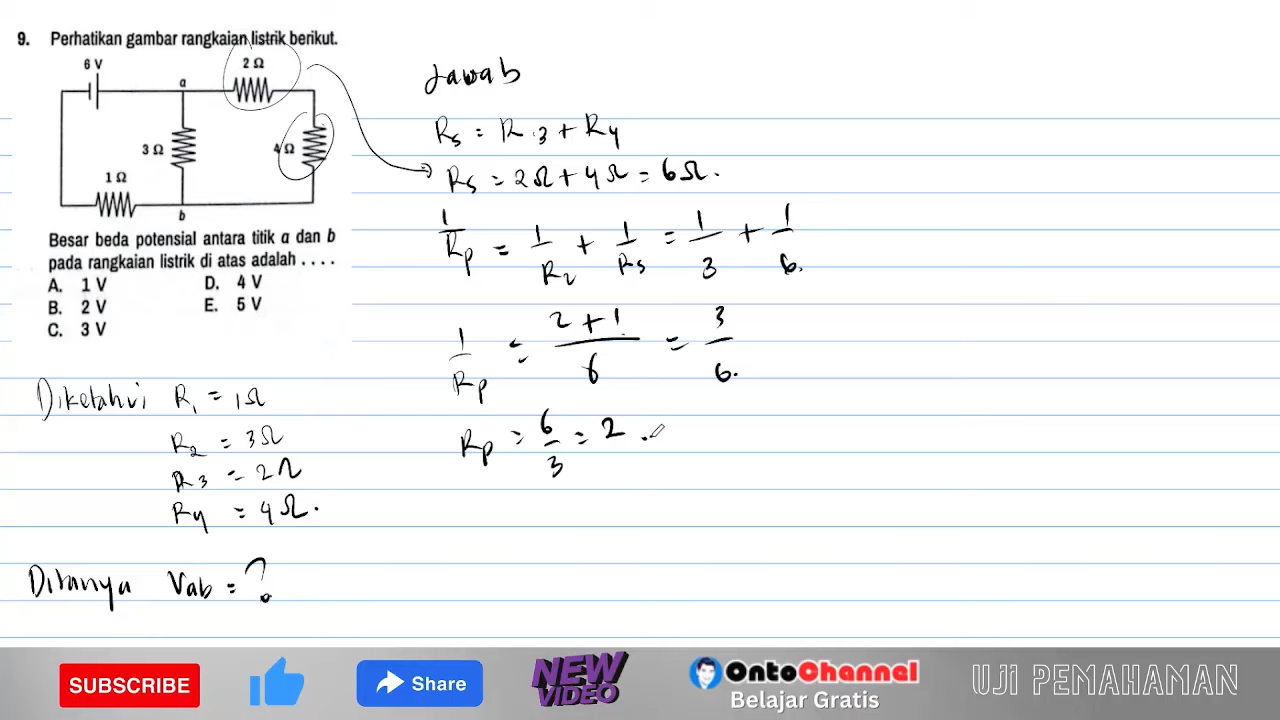 9. Perhatikan gambar rangkaian listrik berikut.
6 V
a
2 Ω
3 Ω
4 Ω
1 Ω
b
Besar beda potensial antara titik a dan b
pada rangkaian listrik di atas adalah . . . .
A. 1 V D. 4 V
B. 2 V E. 5 V
C. 3 V
Diketahui R1 = 1Ω
R2 = 3Ω
R3 = 2Ω
R4 = 4Ω.
Ditanya Vab = ?
Jawab
Rs = R3 + R4
Rs = 2Ω + 4Ω = 6Ω.
1/Rp = 1/R2 + 1/Rs = 1/3 + 1/6.
1/Rp = 2 + 1/6 = 3/6.
Rp = 6/3 = 2
SUBSCRIBE
Share
NEW VIDEO
OntoChannel
Belajar Gratis
UJI PEMAHAMAN